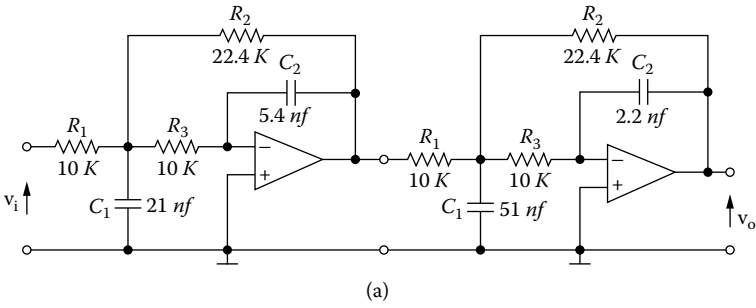 R2
22.4 K
C2
5.4 nf
R1
10 K
R3
10 K
−
+
C1
21 nf
vi
R2
22.4 K
C2
2.2 nf
R1
10 K
R3
10 K
−
+
C1
51 nf
vo
(a)